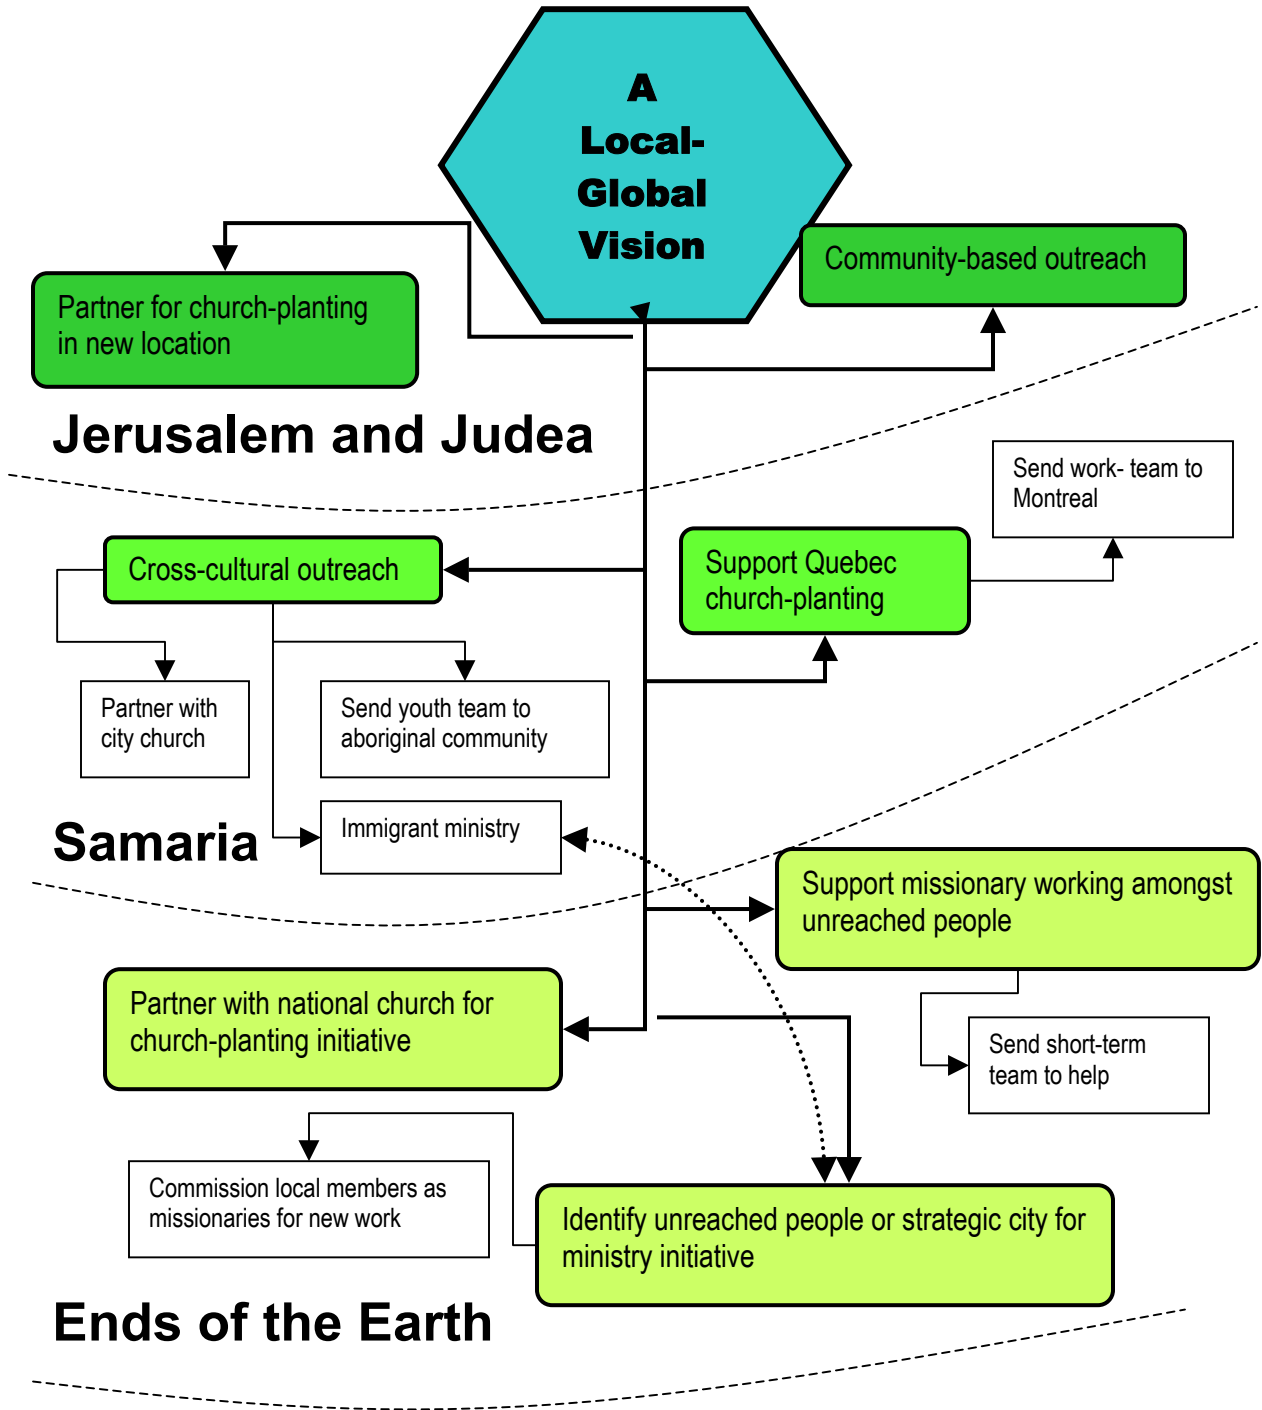 A
Local-
Global
Vision
Community-based outreach
Partner for church-planting
in new location
Jerusalem and Judea
Send work- team to
Montreal
Cross-cultural outreach
Support Quebec
church-planting
Partner with
city church
Send youth team to
aboriginal community
Immigrant ministry
Samaria
Support missionary working amongst
unreached people
Partner with national church for
church-planting initiative
Send short-term
team to help
Commission local members as
missionaries for new work
Identify unreached people or strategic city for
ministry initiative
Ends of the Earth